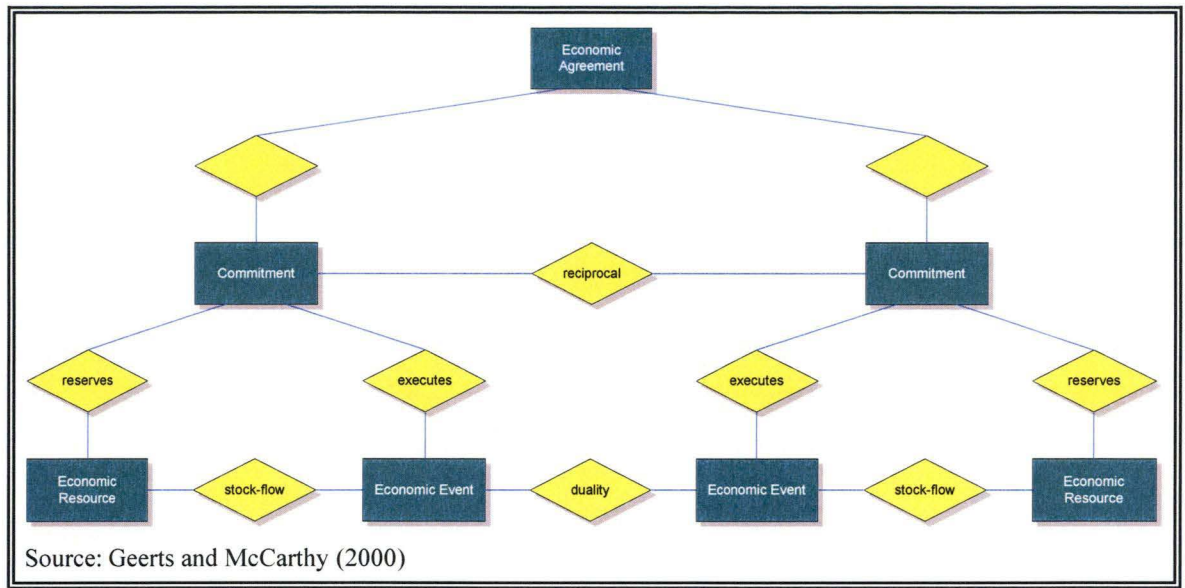 Economic
Agreement
Commitment
reciprocal
Commitment
reserves
executes
executes
reserves
Economic
Resource
stock-flow
Economic Event
duality
Economic Event
stock-flow
Economic
Resource
Source: Geerts and McCarthy (2000)